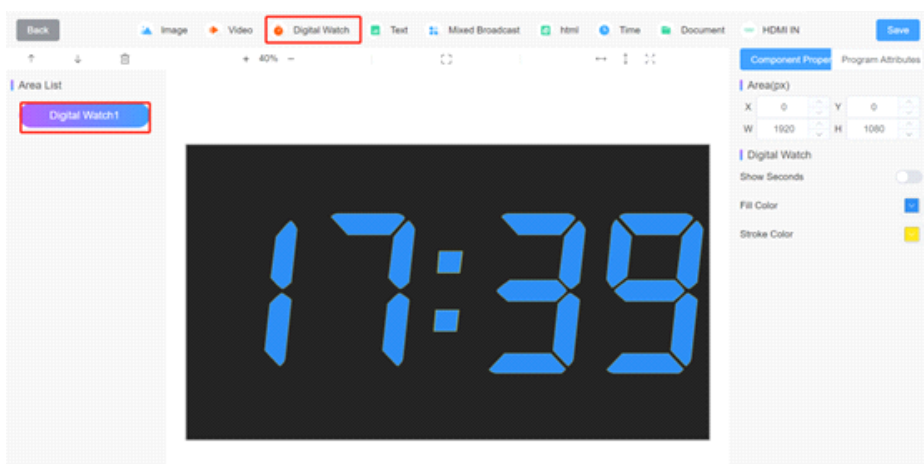 Back Image Video Digital Watch Text Mixed Broadcast html Time Document HDMI IN Save
+ 40% − Component Proper Program Attributes
Area List
Digital Watch1
17:39
Area(px)
X 0 Y 0
W 1920 H 1080
Digital Watch
Show Seconds
Fill Color
Stroke Color